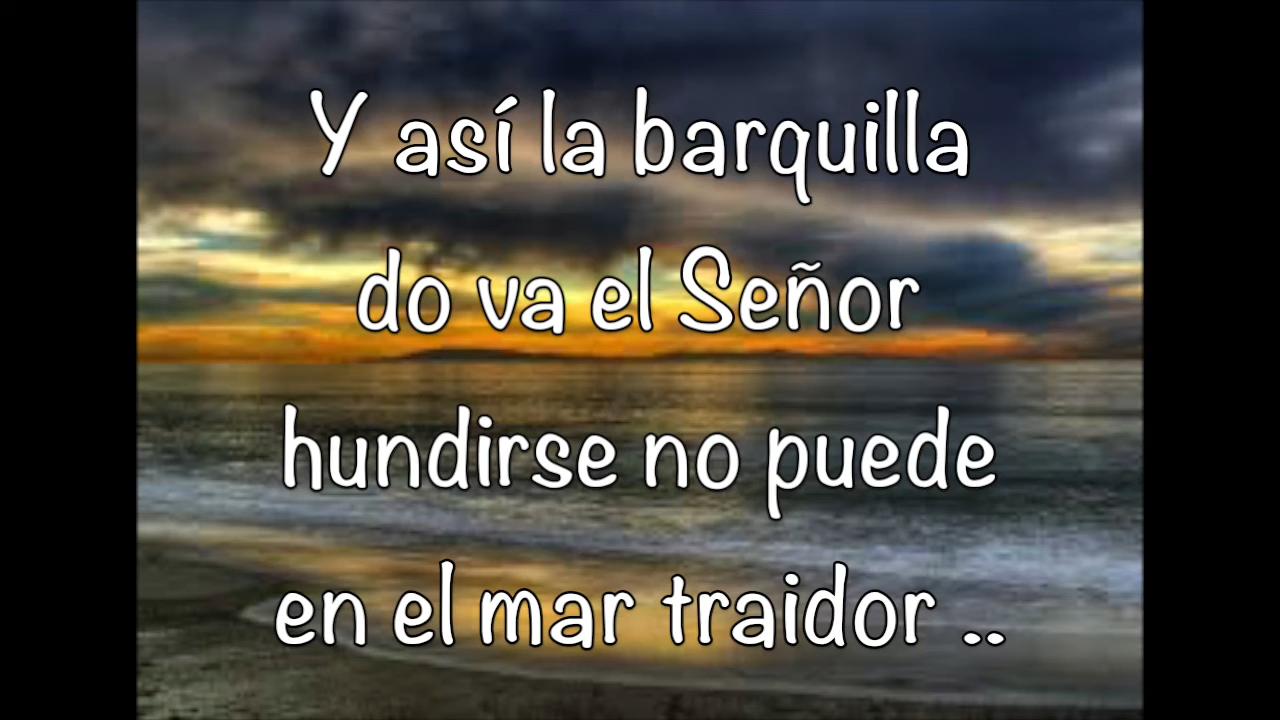 Y así la barquilla
do va el Señor
hundirse no puede
en el mar traidor ..